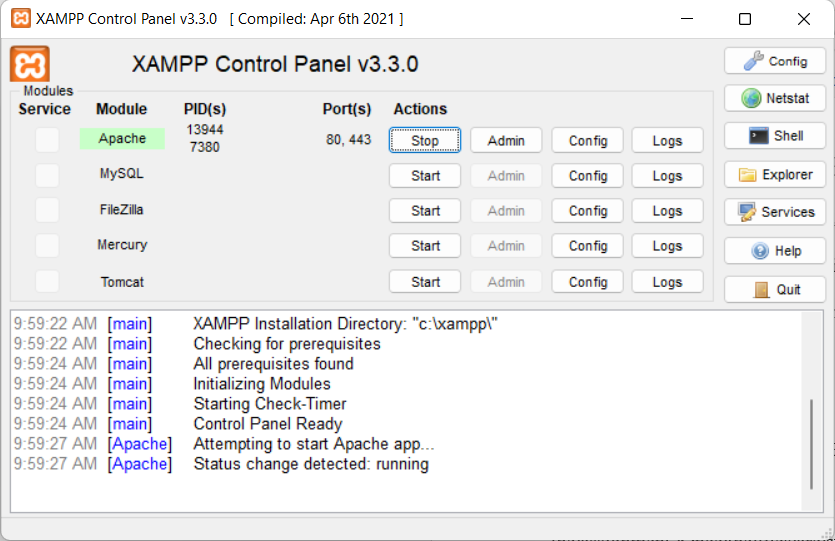 XAMPP Control Panel v3.3.0 [ Compiled: Apr 6th 2021 ]
XAMPP Control Panel v3.3.0
Modules
Service Module PID(s) Port(s) Actions
Apache 13944 7380 80, 443 Stop Admin Config Logs
MySQL Start Admin Config Logs
FileZilla Start Admin Config Logs
Mercury Start Admin Config Logs
Tomcat Start Admin Config Logs
Config
Netstat
Shell
Explorer
Services
Help
Quit
9:59:22 AM [main] XAMPP Installation Directory: "c:\xampp\"
9:59:22 AM [main] Checking for prerequisites
9:59:24 AM [main] All prerequisites found
9:59:24 AM [main] Initializing Modules
9:59:24 AM [main] Starting Check-Timer
9:59:24 AM [main] Control Panel Ready
9:59:27 AM [Apache] Attempting to start Apache app...
9:59:27 AM [Apache] Status change detected: running